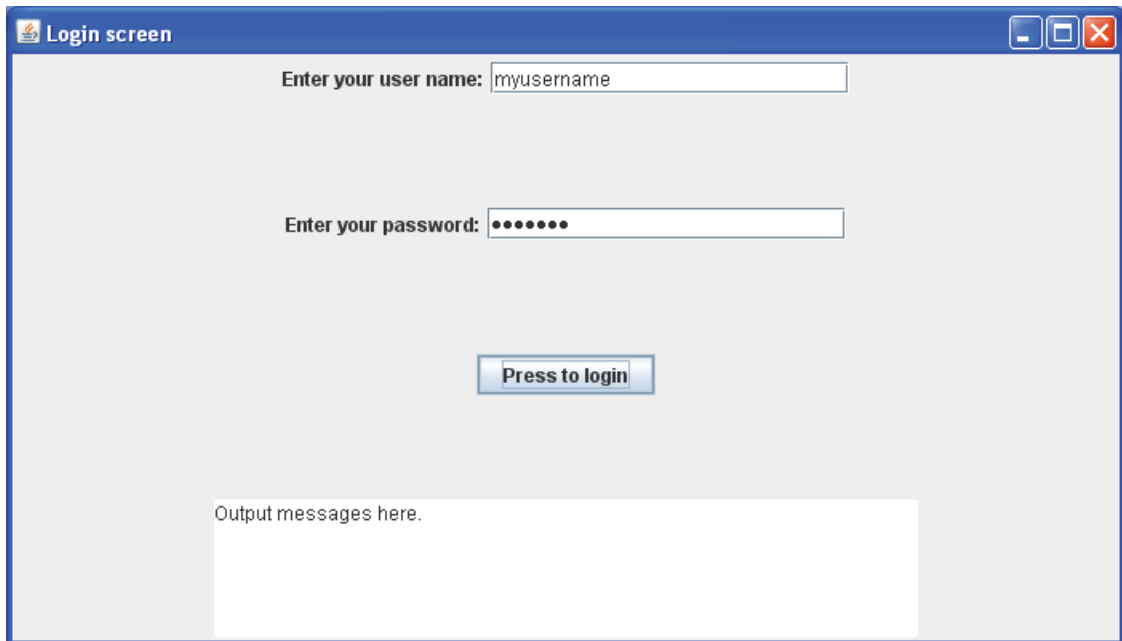 Login screen
Enter your user name: myusername
Enter your password: •••••••
Press to login
Output messages here.